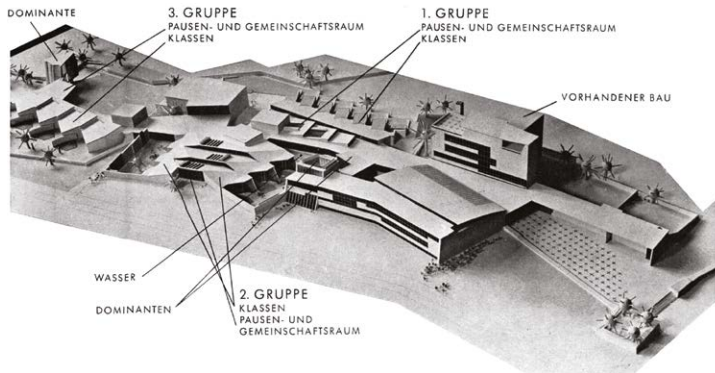 DOMINANTE
3. GRUPPE
PAUSEN- UND GEMEINSCHAFTSRAUM
KLASSEN
1. GRUPPE
PAUSEN- UND GEMEINSCHAFTSRAUM
KLASSEN
VORHANDENER BAU
WASSER
DOMINANTEN
2. GRUPPE
KLASSEN
PAUSEN- UND
GEMEINSCHAFTSRAUM